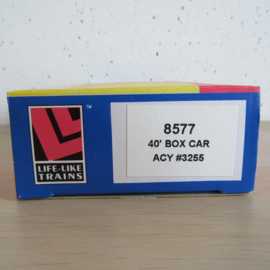 8577
40' BOX CAR
ACY #3255
LIFE-LIKE
TRAINS